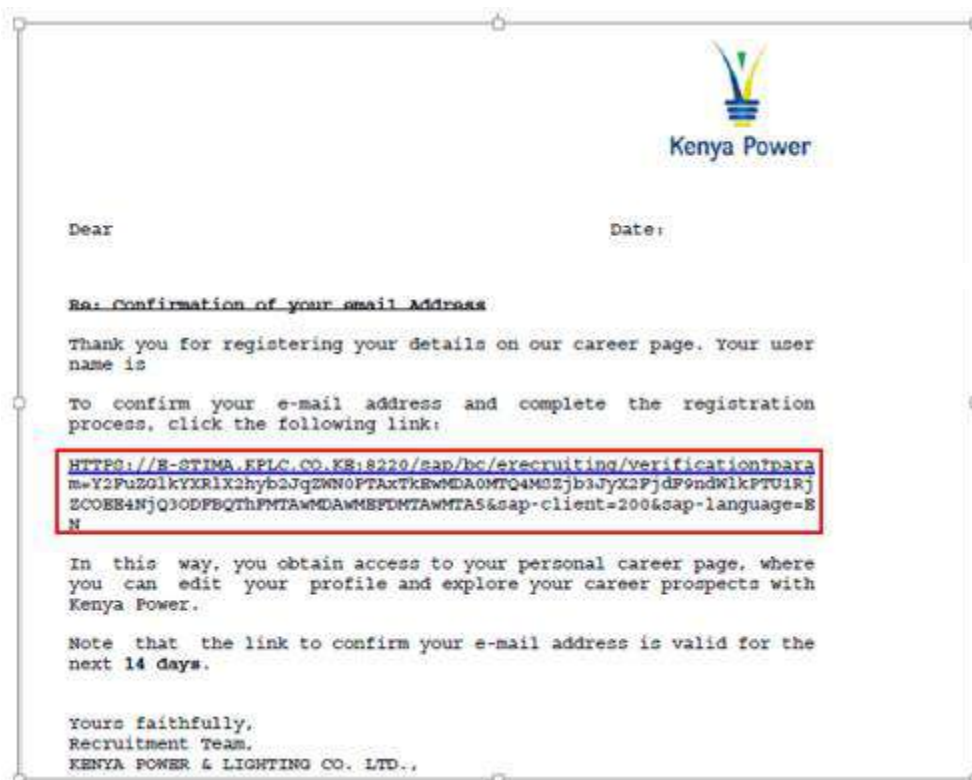 Kenya Power
Dear Date:
Re: Confirmation of your email Address
Thank you for registering your details on our career page. Your user
name is
To confirm your e-mail address and complete the registration
process, click the following link:
HTTPS://E-STIMA.KPLC.CO.KE:8220/sap/bc/erecruiting/verification?para
In this way, you obtain access to your personal career page, where
you can edit your profile and explore your career prospects with
Kenya Power.
Note that the link to confirm your e-mail address is valid for the
next 14 days.
Yours faithfully,
Recruitment Team,
KENYA POWER & LIGHTING CO. LTD.,